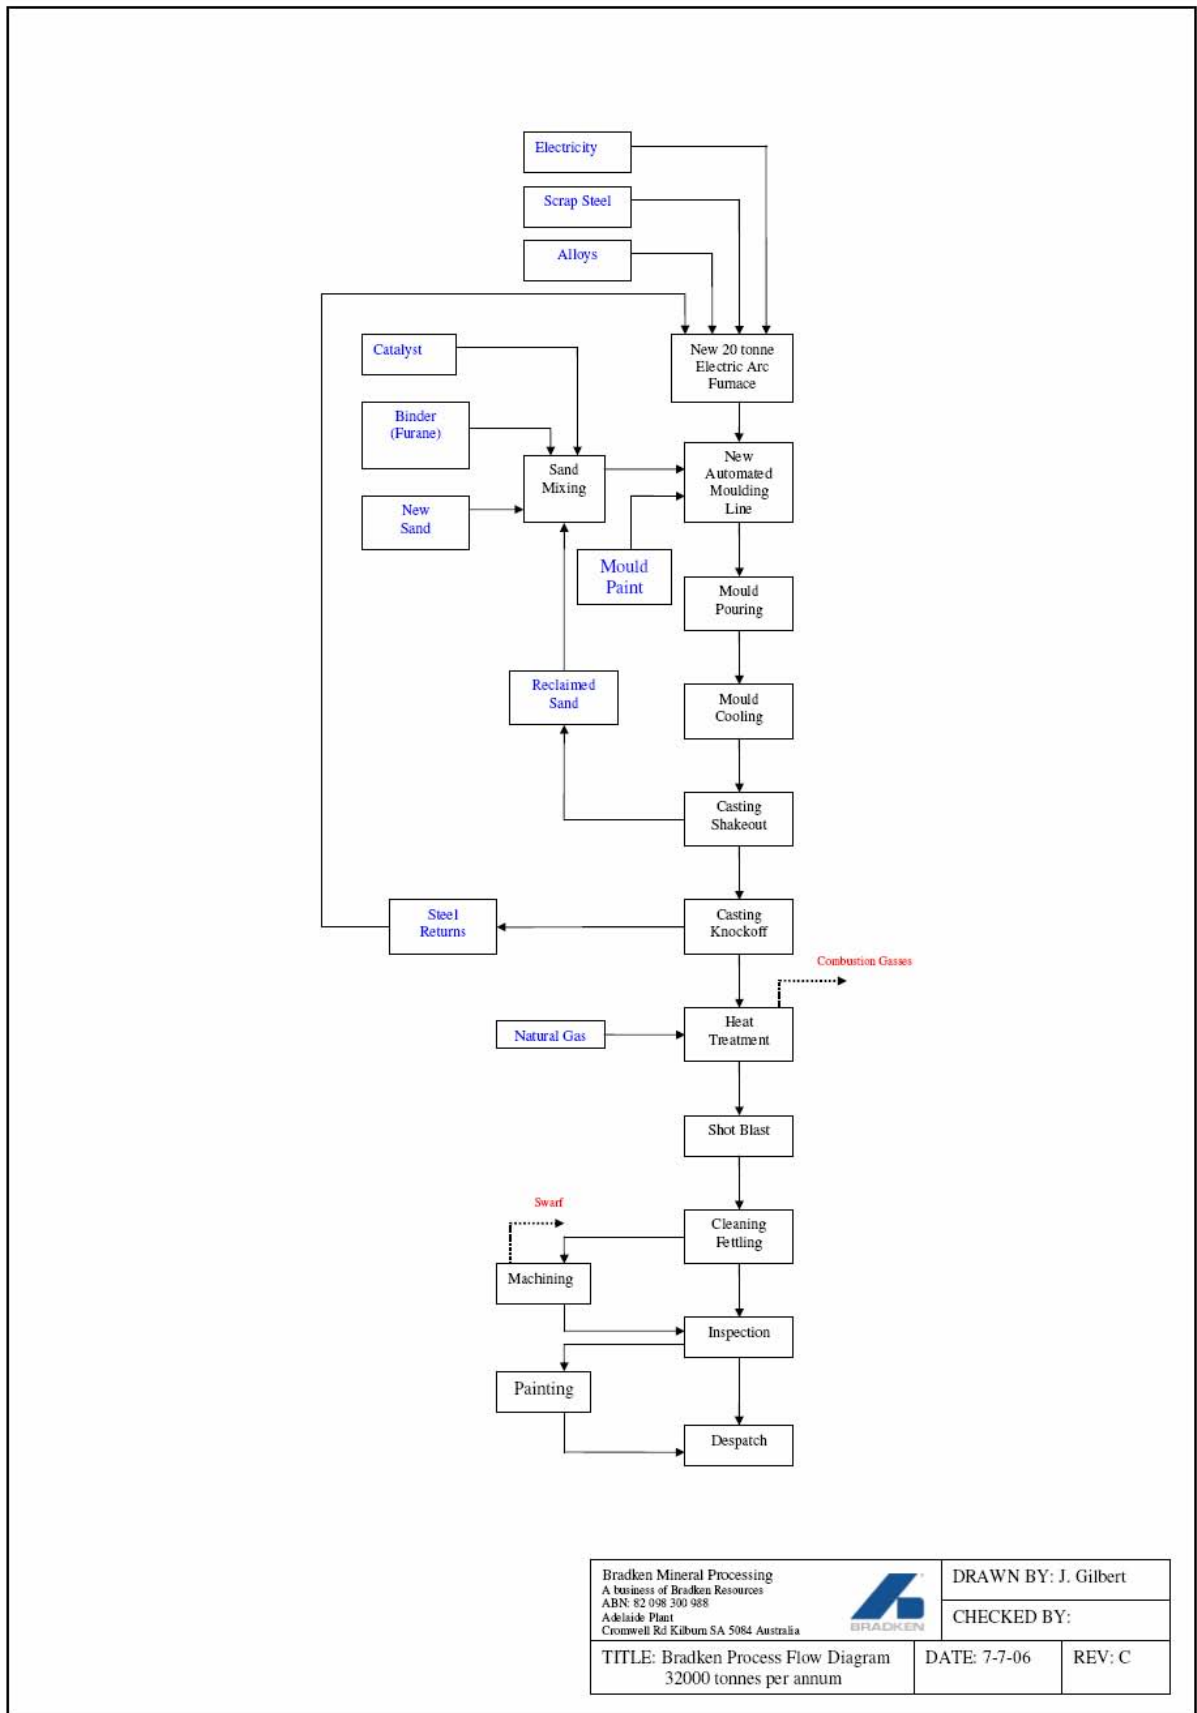 Electricity
Scrap Steel
Alloys
New 20 tonne
Electric Arc
Furnace
Catalyst
Binder
(Furane)
Sand
Mixing
New
Automated
Moulding
Line
New
Sand
Mould
Paint
Mould
Pouring
Reclaimed
Sand
Mould
Cooling
Casting
Shakeout
Steel
Returns
Casting
Knockoff
Combustion Gasses
Natural Gas
Heat
Treatment
Shot Blast
Swarf
Cleaning
Fettling
Machining
Inspection
Painting
Despatch
Bradken Mineral Processing
A business of Bradken Resources
ABN: 82 098 300 988
Adelaide Plant
Cromwell Rd Kilburn SA 5084 Australia
BRADKEN
DRAWN BY: J. Gilbert
CHECKED BY:
TITLE: Bradken Process Flow Diagram
32000 tonnes per annum
DATE: 7-7-06
REV: C